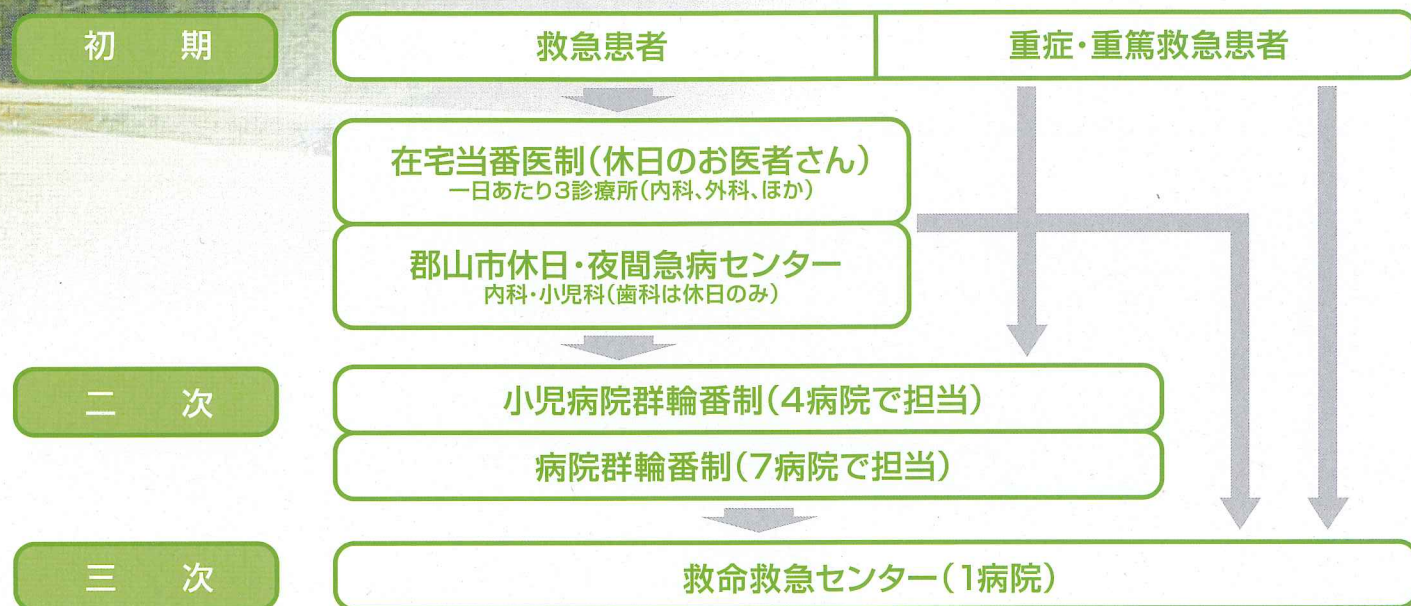 初 期
救急患者
重症・重篤救急患者
在宅当番医制(休日のお医者さん)
一日あたり3診療所(内科、外科、ほか)
郡山市休日・夜間急病センター
内科・小児科(歯科は休日のみ)
二 次
小児病院群輪番制(4病院で担当)
病院群輪番制(7病院で担当)
三 次
救命救急センター(1病院)